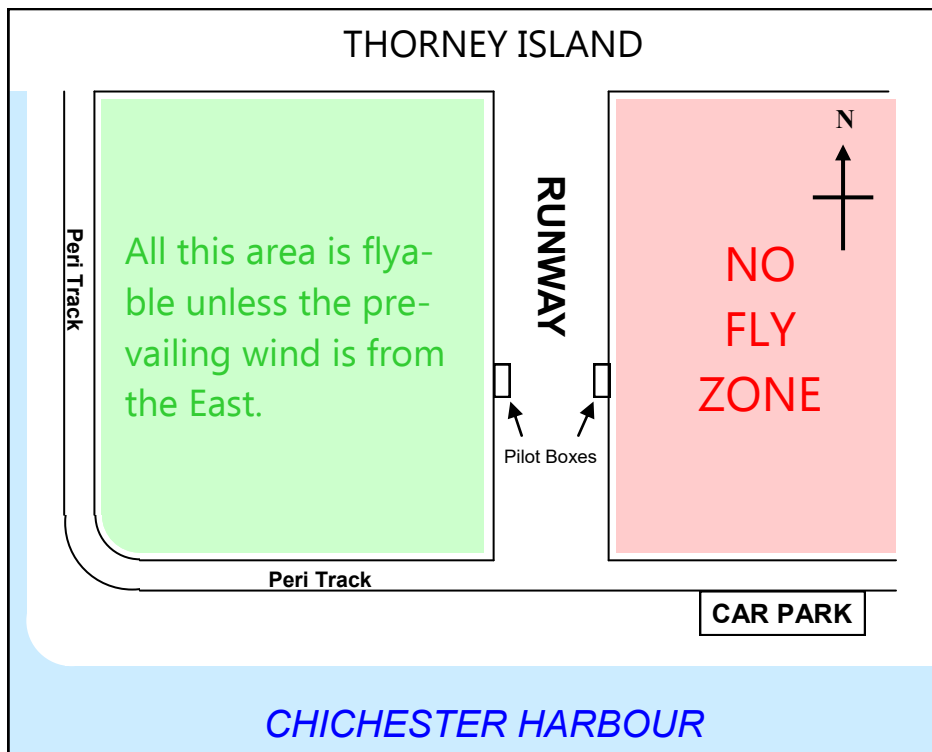 THORNEY ISLAND
N
Peri Track
RUNWAY
All this area is flya-
ble unless the pre-
vailing wind is from
the East.
NO
FLY
ZONE
Pilot Boxes
Peri Track
CAR PARK
CHICHESTER HARBOUR